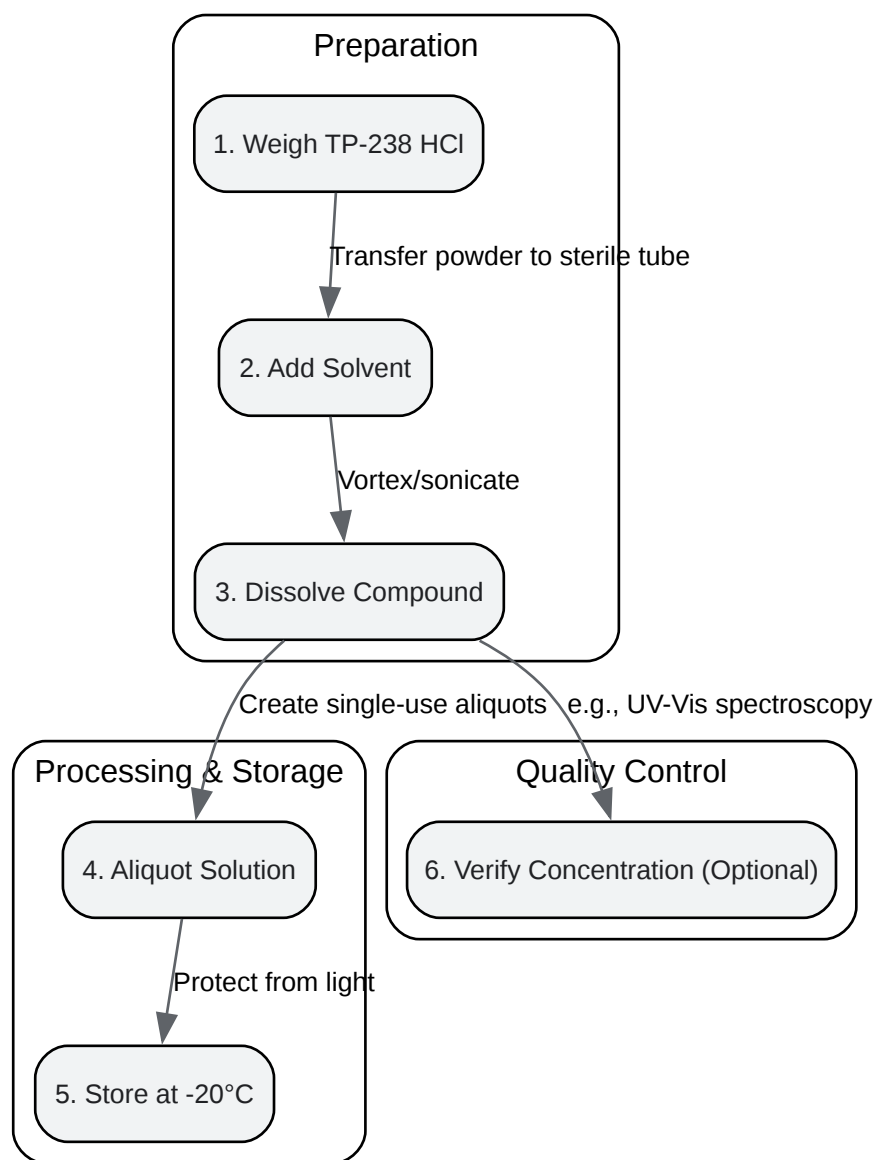 Preparation
1. Weigh TP-238 HCl
Transfer powder to sterile tube
2. Add Solvent
Vortex/sonicate
3. Dissolve Compound
Create single-use aliquots
e.g., UV-Vis spectroscopy
Processing & Storage
Quality Control
4. Aliquot Solution
6. Verify Concentration (Optional)
Protect from light
5. Store at -20°C